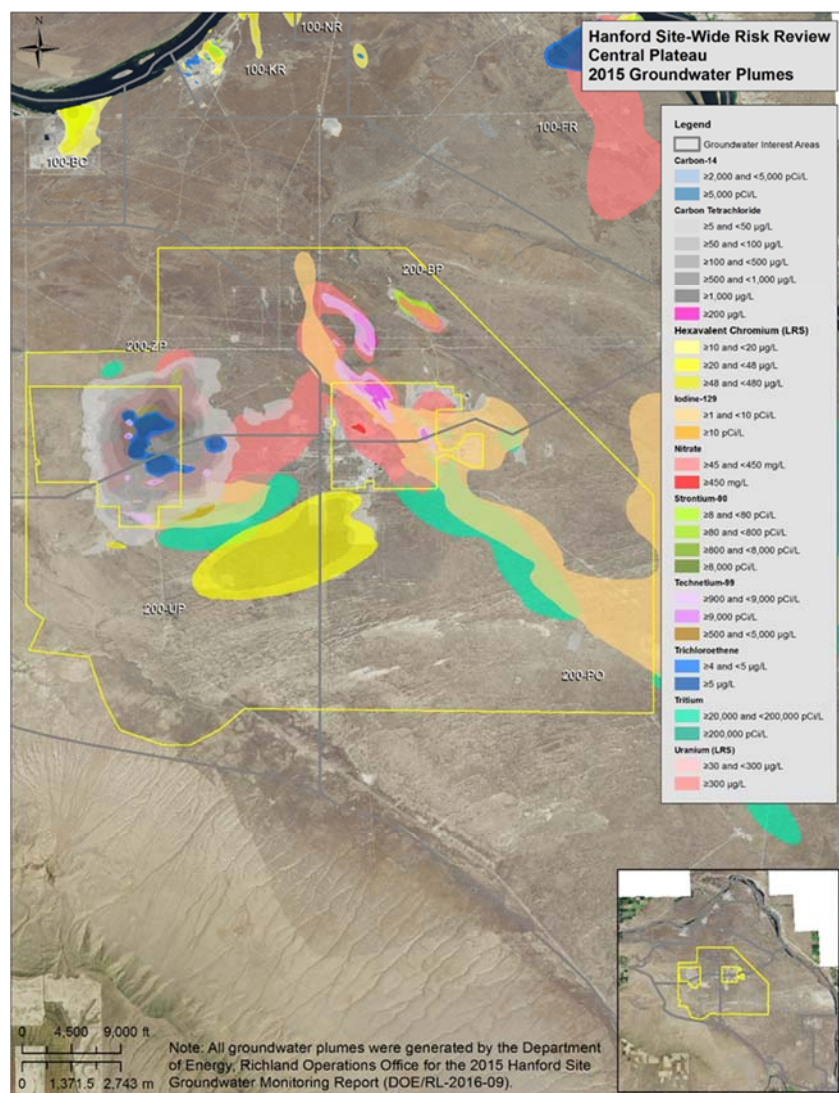 100-NR
100-KR
Hanford Site-Wide Risk Review
Central Plateau
2015 Groundwater Plumes
100-FR
100-BC
Legend
Groundwater Interest Areas
Carbon-14
≥2,000 and <5,000 pCi/L
≥5,000 pCi/L
Carbon Tetrachloride
≥5 and <50 µg/L
≥50 and <100 µg/L
≥100 and <500 µg/L
≥500 and <1,000 µg/L
≥1,000 µg/L
≥200 µg/L
Hexavalent Chromium (LRS)
≥10 and <20 µg/L
≥20 and <48 µg/L
≥48 and <480 µg/L
Iodine-129
≥1 and <10 pCi/L
≥10 pCi/L
Nitrate
≥45 and <450 mg/L
≥450 mg/L
Strontium-90
≥8 and <80 pCi/L
≥80 and <800 pCi/L
≥800 and <8,000 pCi/L
≥8,000 pCi/L
Technetium-99
≥900 and <9,000 pCi/L
≥9,000 pCi/L
≥500 and <5,000 µg/L
Trichloroethene
≥4 and <5 µg/L
≥5 µg/L
Tritium
≥20,000 and <200,000 pCi/L
≥200,000 pCi/L
Uranium (LRS)
≥30 and <300 µg/L
≥300 µg/L
200-BP
200-ZP
200-UP
200-PO
0 4,500 9,000 ft
0 1,371.5 2,743 m
Note: All groundwater plumes were generated by the Department
of Energy, Richland Operations Office for the 2015 Hanford Site
Groundwater Monitoring Report (DOE/RL-2016-09).